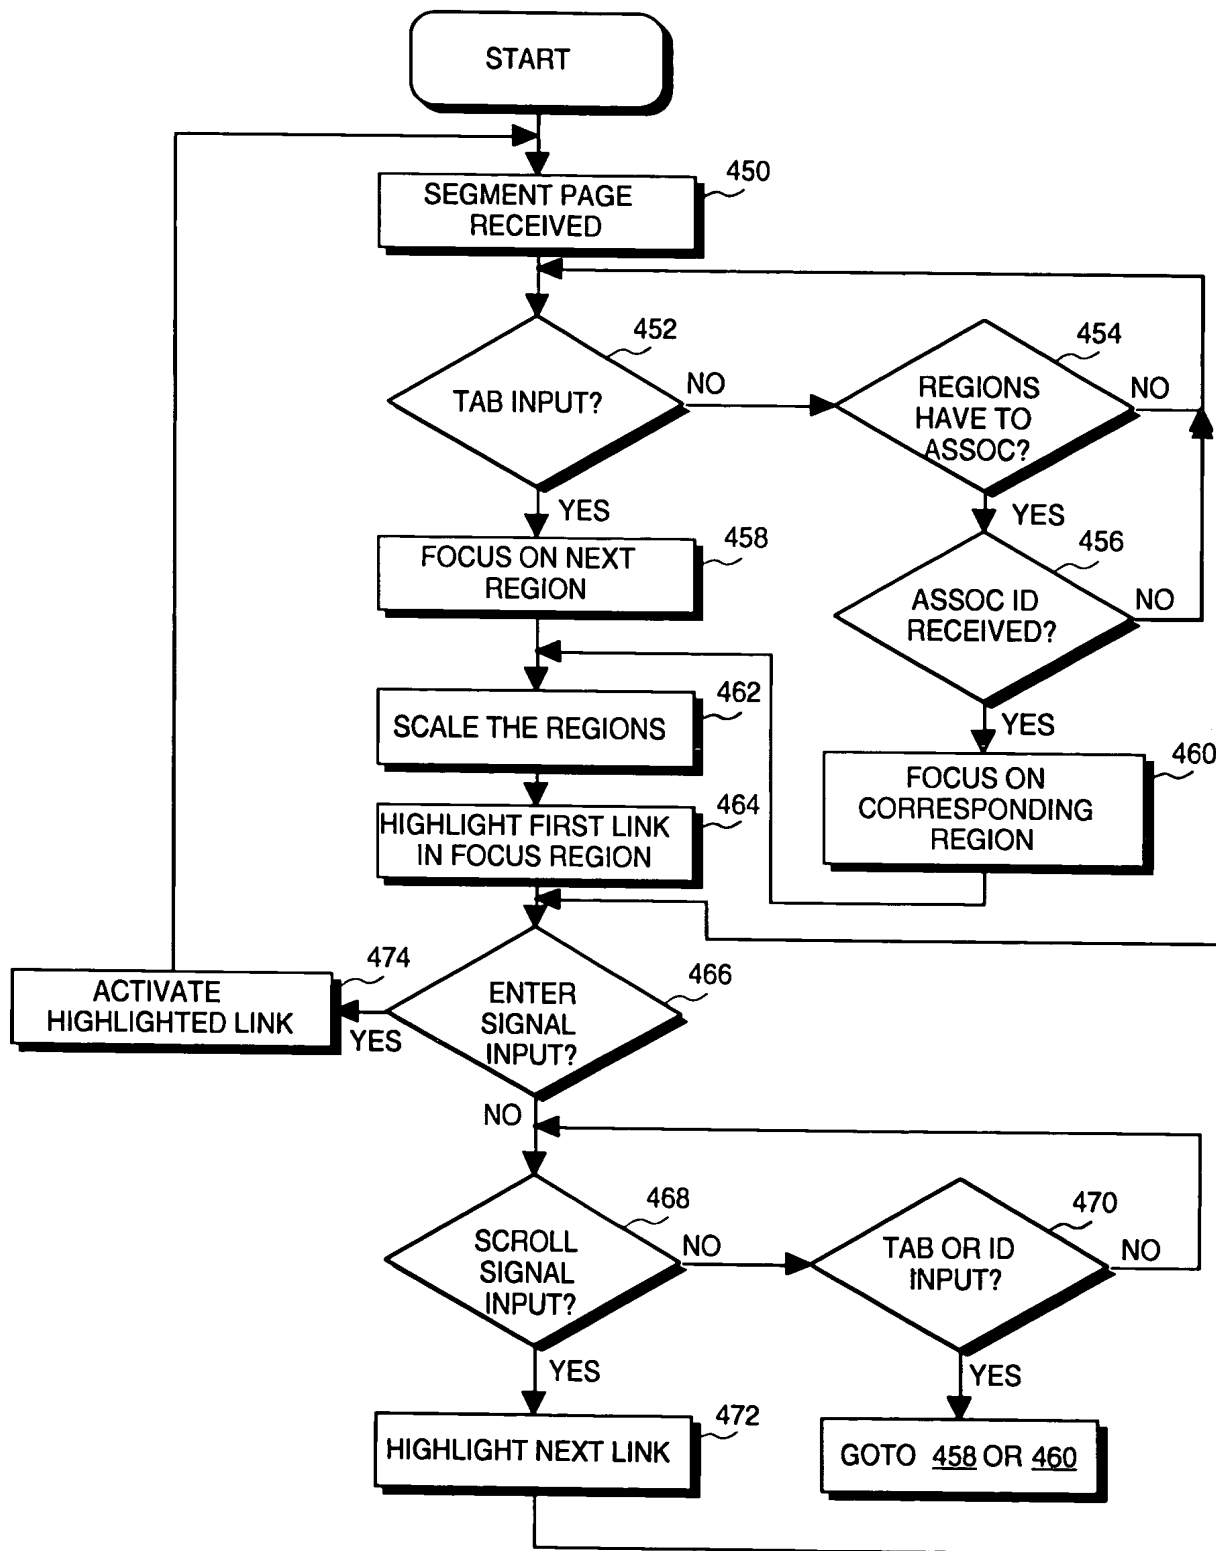 START
450
SEGMENT PAGE
RECEIVED
452
TAB INPUT?
NO
YES
454
REGIONS
HAVE TO
ASSOC?
NO
YES
456
ASSOC ID
RECEIVED?
NO
YES
458
FOCUS ON NEXT
REGION
460
FOCUS ON
CORRESPONDING
REGION
462
SCALE THE REGIONS
464
HIGHLIGHT FIRST LINK
IN FOCUS REGION
466
ENTER
SIGNAL
INPUT?
YES
NO
474
ACTIVATE
HIGHLIGHTED LINK
468
SCROLL
SIGNAL
INPUT?
NO
YES
470
TAB OR ID
INPUT?
NO
YES
472
HIGHLIGHT NEXT LINK
GOTO 458 OR 460